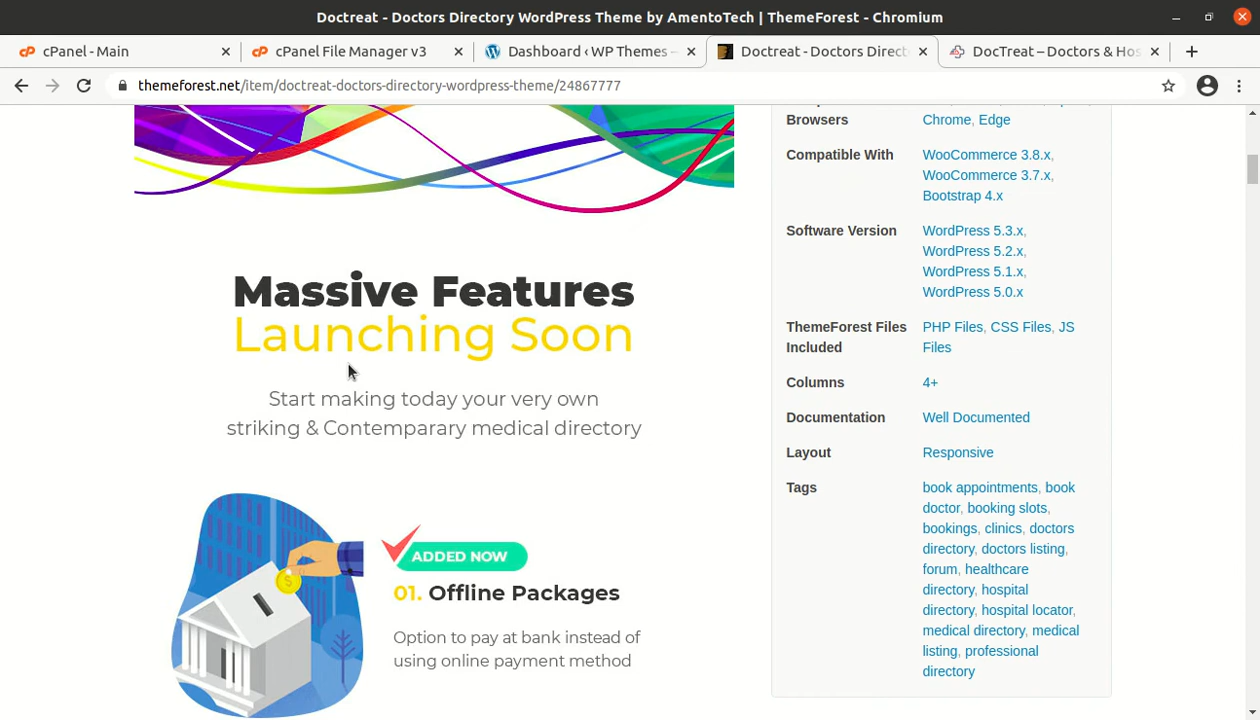 Doctreat - Doctors Directory WordPress Theme by AmentoTech | ThemeForest - Chromium
cPanel - Main
cPanel File Manager v3
Dashboard ‹ WP Themes –
Doctreat - Doctors Direct
DocTreat – Doctors & Hos
themeforest.net/item/doctreat-doctors-directory-wordpress-theme/24867777
Massive Features
Launching Soon
Start making today your very own
striking & Contemparary medical directory
ADDED NOW
01. Offline Packages
Option to pay at bank instead of
using online payment method
Browsers Chrome, Edge
Compatible With WooCommerce 3.8.x,
WooCommerce 3.7.x,
Bootstrap 4.x
Software Version WordPress 5.3.x,
WordPress 5.2.x,
WordPress 5.1.x,
WordPress 5.0.x
ThemeForest Files PHP Files, CSS Files, JS
Included Files
Columns 4+
Documentation Well Documented
Layout Responsive
Tags book appointments, book
doctor, booking slots,
bookings, clinics, doctors
directory, doctors listing,
forum, healthcare
directory, hospital
directory, hospital locator,
medical directory, medical
listing, professional
directory